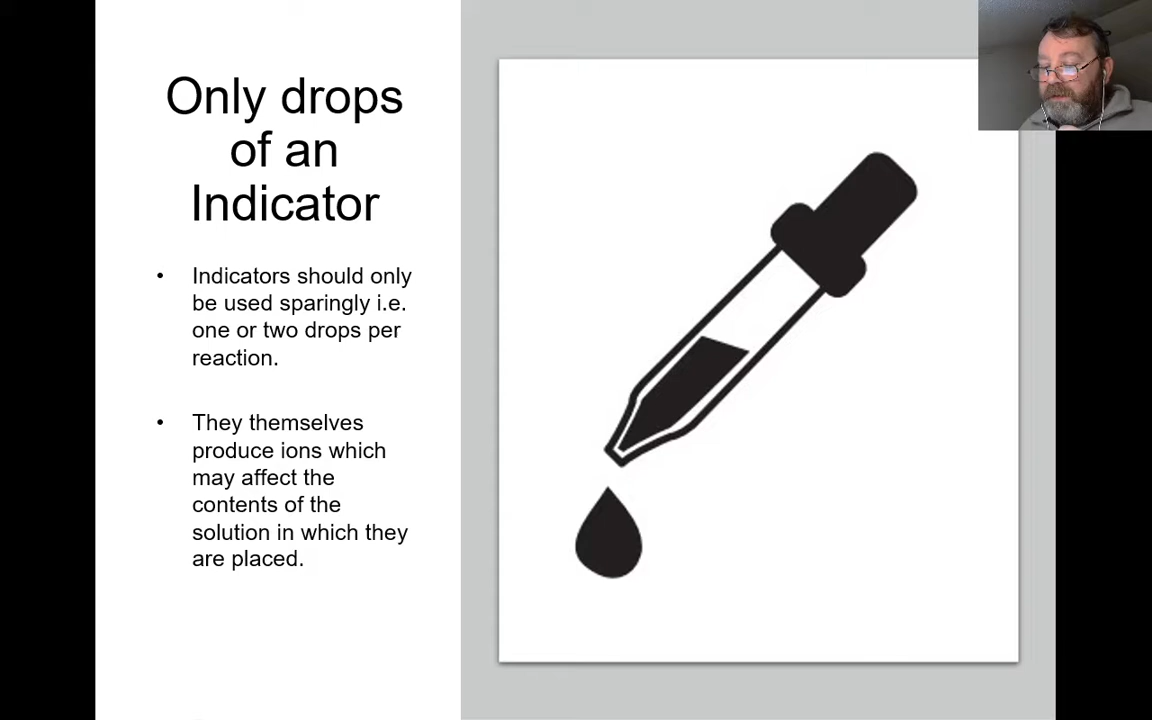 Only drops
of an
Indicator
• Indicators should only
be used sparingly i.e.
one or two drops per
reaction.
• They themselves
produce ions which
may affect the
contents of the
solution in which they
are placed.